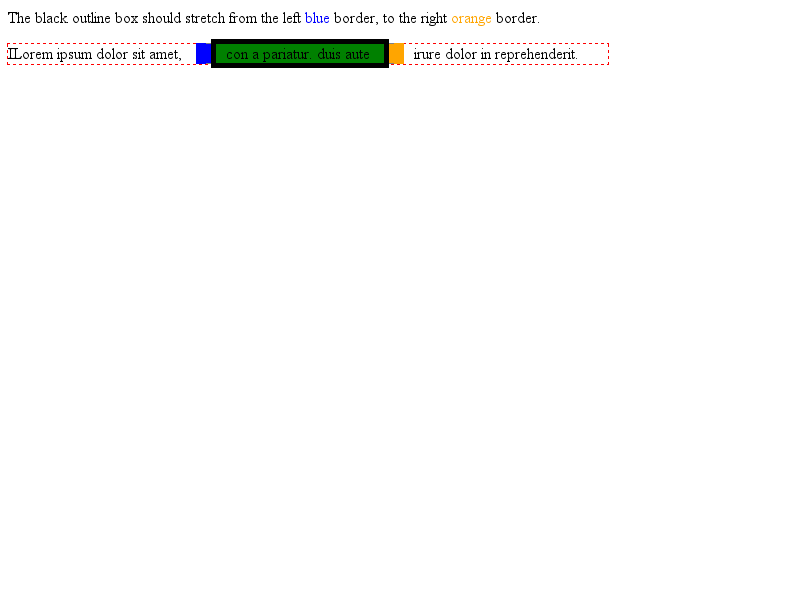 The black outline box should stretch from the left blue border, to the right orange border.
Lorem ipsum dolor sit amet, con a pariatur. duis aute irure dolor in reprehenderit.